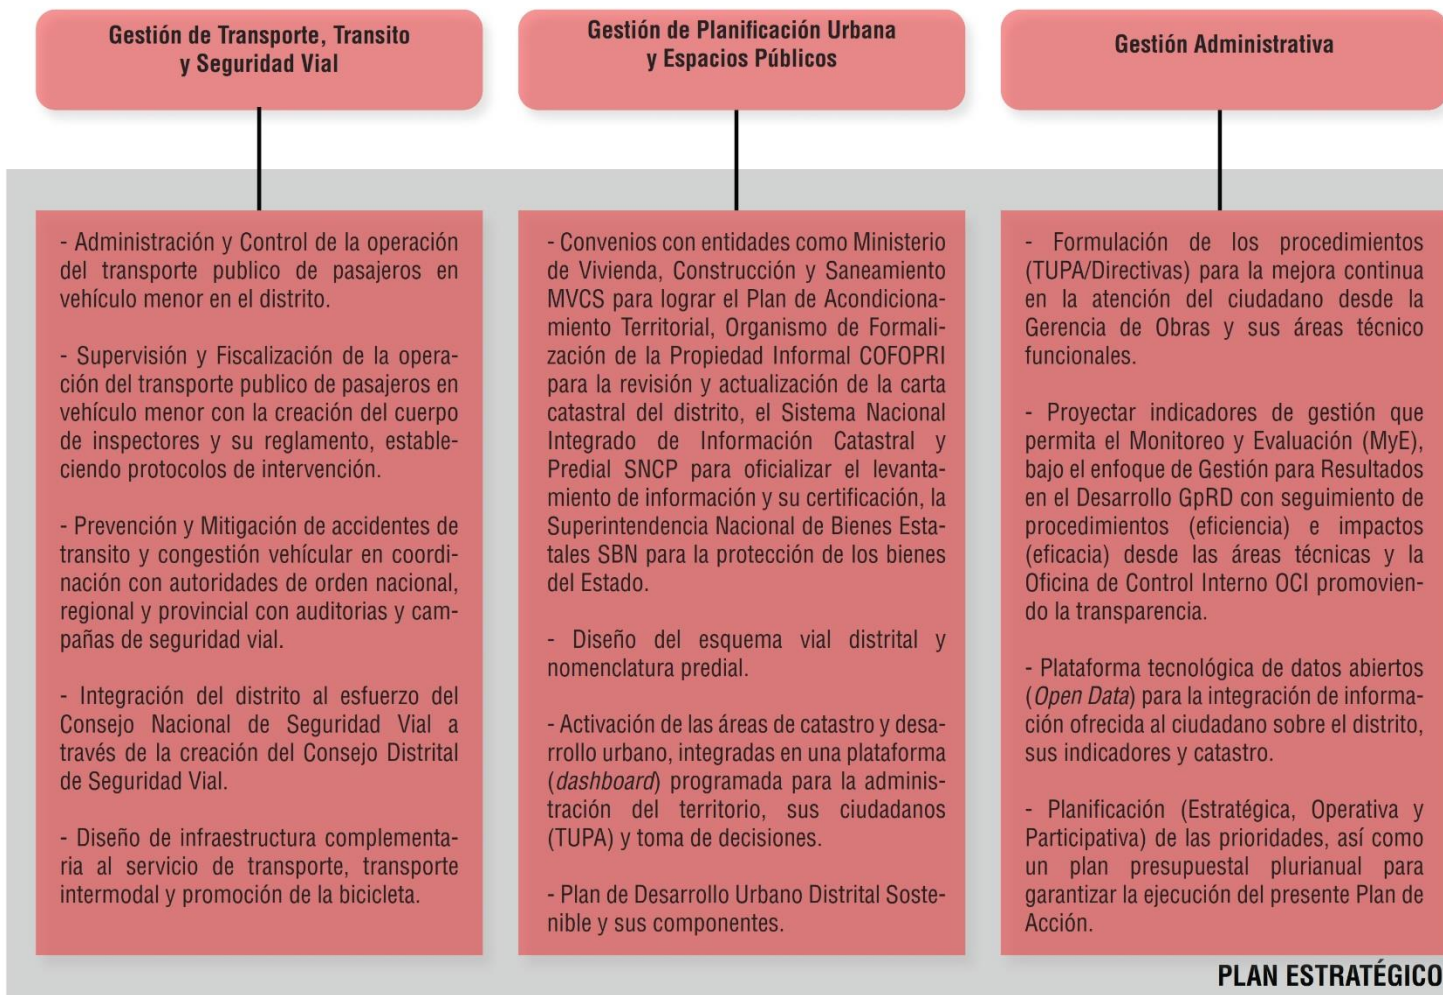 Gestión de Transporte, Transito
y Seguridad Vial
- Administración y Control de la operación
del transporte publico de pasajeros en
vehículo menor en el distrito.
- Supervisión y Fiscalización de la opera-
ción del transporte publico de pasajeros en
vehículo menor con la creación del cuerpo
de inspectores y su reglamento, estable-
ciendo protocolos de intervención.
- Prevención y Mitigación de accidentes de
transito y congestión vehícular en coordi-
nación con autoridades de orden nacional,
regional y provincial con auditorias y cam-
pañas de seguridad vial.
- Integración del distrito al esfuerzo del
Consejo Nacional de Seguridad Vial a
través de la creación del Consejo Distrital
de Seguridad Vial.
- Diseño de infraestructura complementa-
ria al servicio de transporte, transporte
intermodal y promoción de la bicicleta.
Gestión de Planificación Urbana
y Espacios Públicos
- Convenios con entidades como Ministerio
de Vivienda, Construcción y Saneamiento
MVCS para lograr el Plan de Acondiciona-
miento Territorial, Organismo de Formali-
zación de la Propiedad Informal COFOPRI
para la revisión y actualización de la carta
catastral del distrito, el Sistema Nacional
Integrado de Información Catastral y
Predial SNCP para oficializar el levanta-
miento de información y su certificación, la
Superintendencia Nacional de Bienes Esta-
tales SBN para la protección de los bienes
del Estado.
- Diseño del esquema vial distrital y
nomenclatura predial.
- Activación de las áreas de catastro y desa-
rrollo urbano, integradas en una plataforma
(dashboard) programada para la adminis-
tración del territorio, sus ciudadanos
(TUPA) y toma de decisiones.
- Plan de Desarrollo Urbano Distrital Soste-
nible y sus componentes.
Gestión Administrativa
- Formulación de los procedimientos
(TUPA/Directivas) para la mejora continua
en la atención del ciudadano desde la
Gerencia de Obras y sus áreas técnico
funcionales.
- Proyectar indicadores de gestión que
permita el Monitoreo y Evaluación (MyE),
bajo el enfoque de Gestión para Resultados
en el Desarrollo GpRD con seguimiento de
procedimientos (eficiencia) e impactos
(eficacia) desde las áreas técnicas y la
Oficina de Control Interno OCI promovien-
do la transparencia.
- Plataforma tecnológica de datos abiertos
(Open Data) para la integración de informa-
ción ofrecida al ciudadano sobre el distrito,
sus indicadores y catastro.
- Planificación (Estratégica, Operativa y
Participativa) de las prioridades, así como
un plan presupuestal plurianual para
garantizar la ejecución del presente Plan de
Acción.
PLAN ESTRATÉGICO